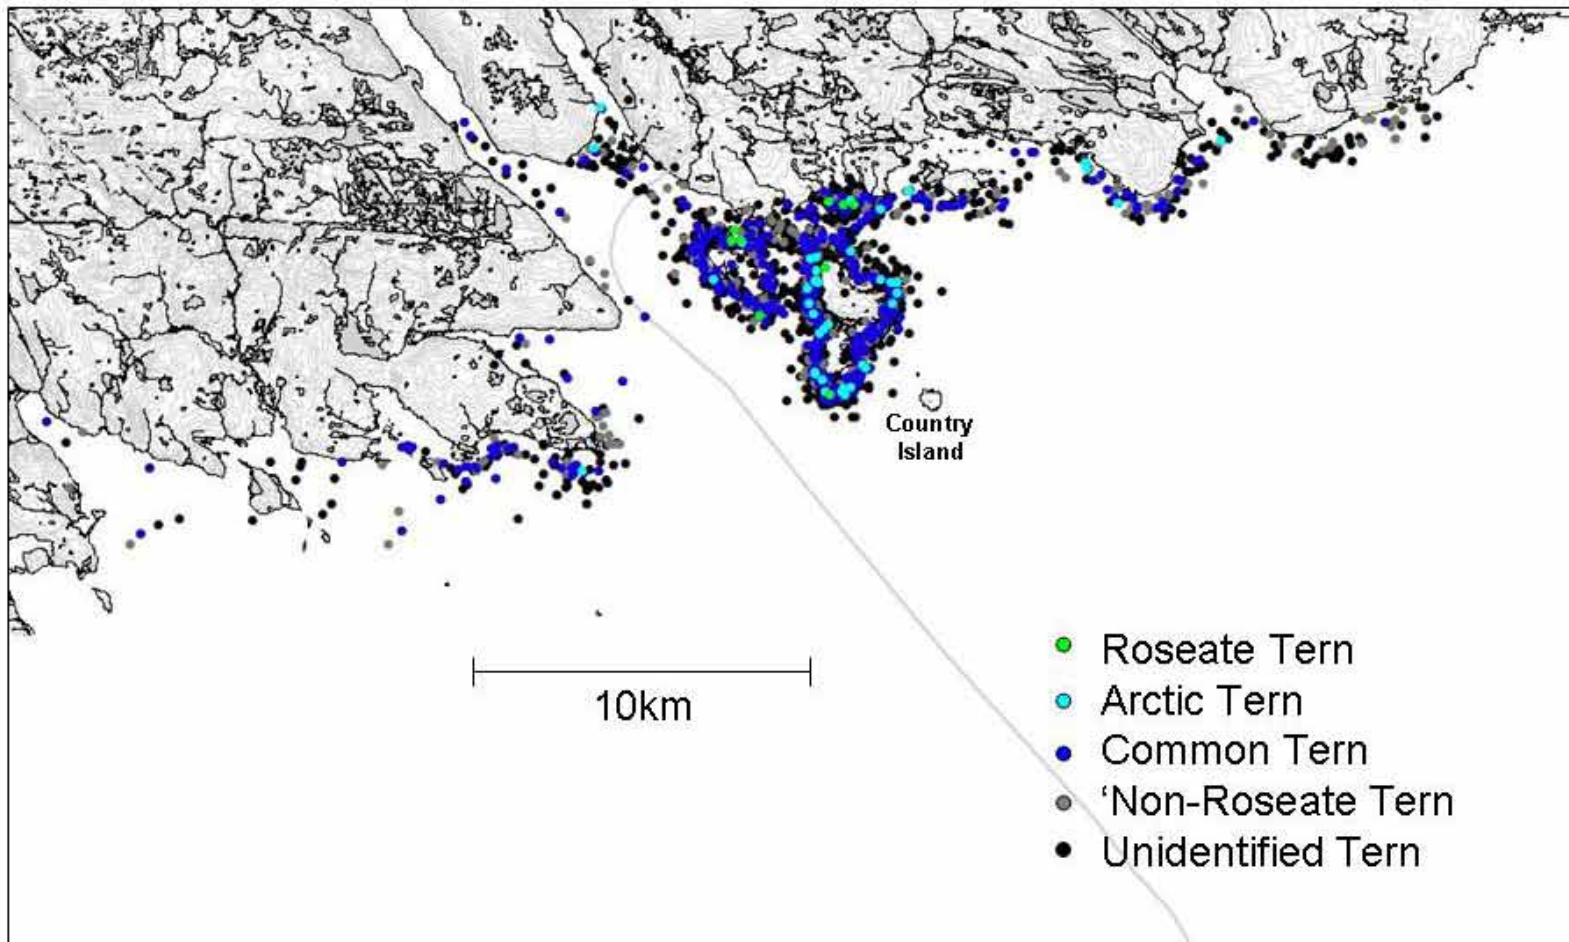 Country
Island
10km
Roseate Tern
Arctic Tern
Common Tern
‘Non-Roseate Tern
Unidentified Tern